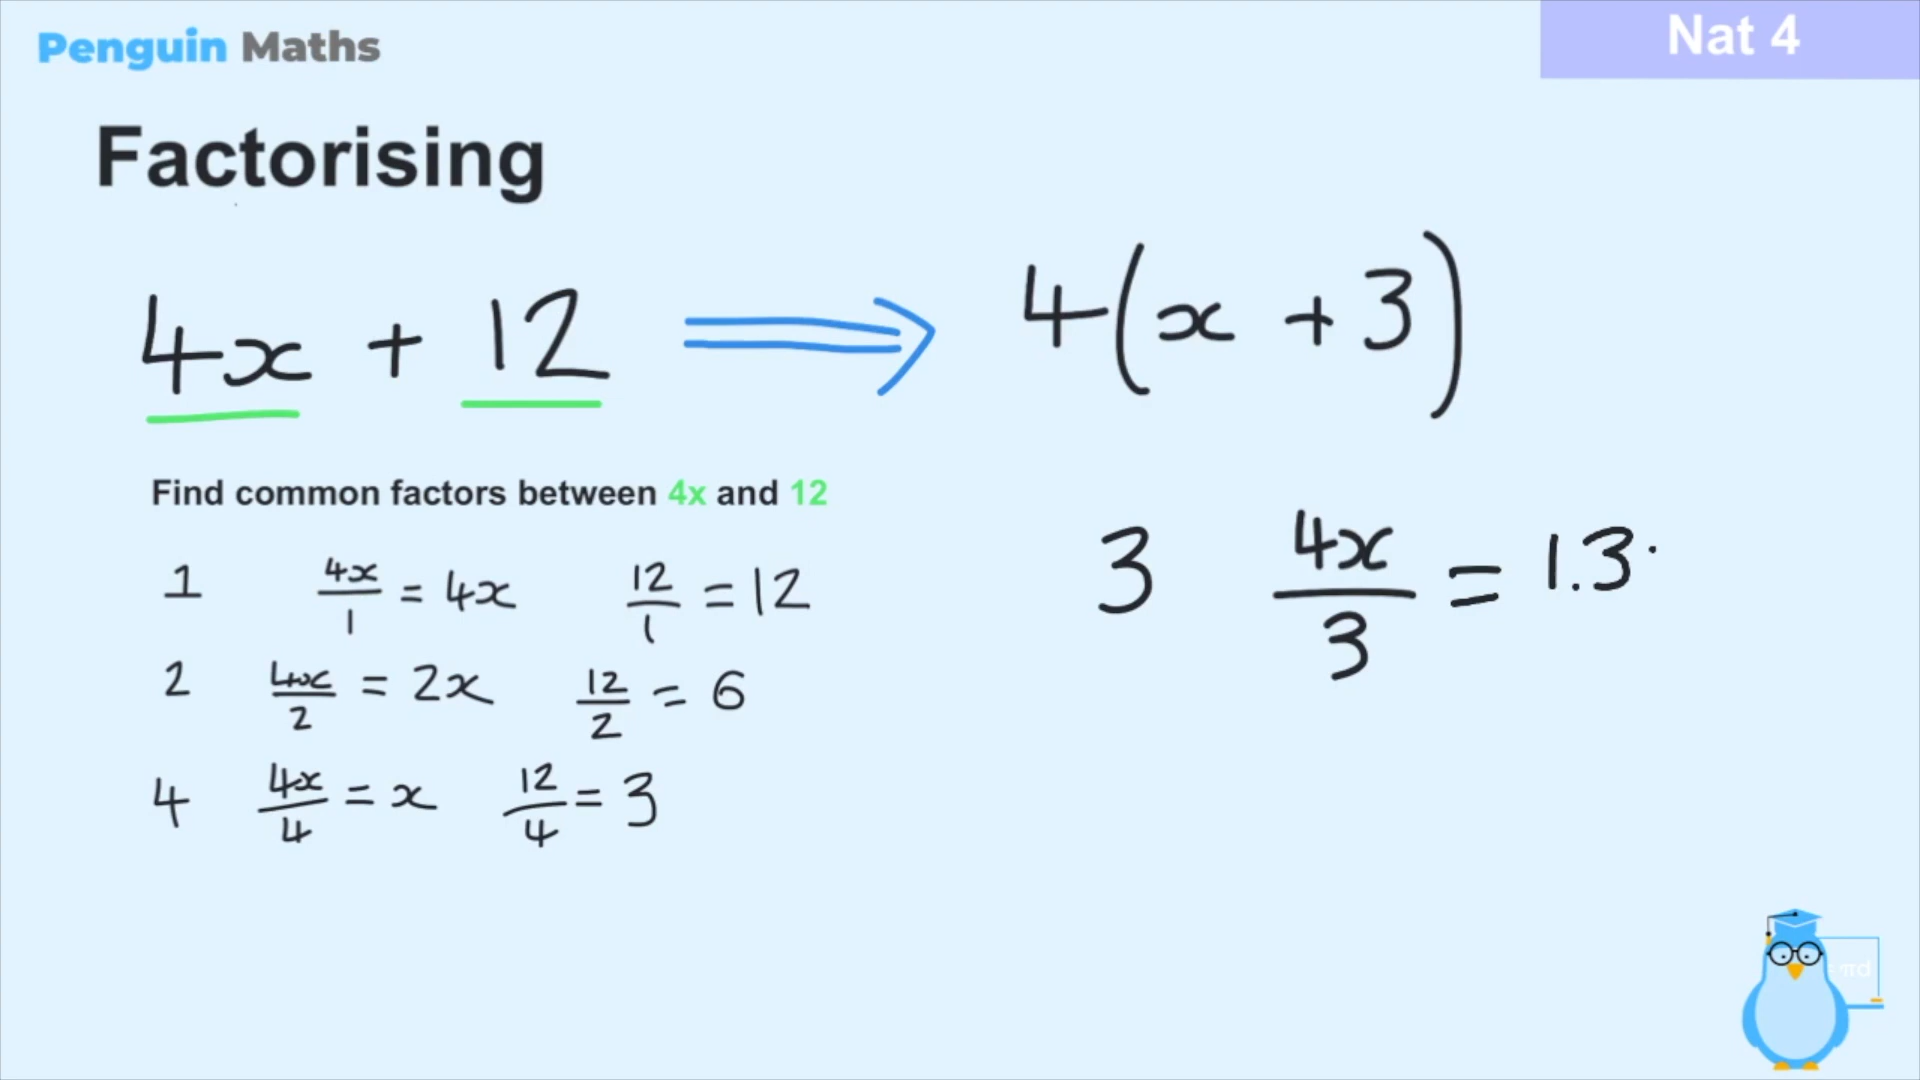 Penguin Maths
Nat 4
Factorising
4x + 12 ⟹ 4(x + 3)
Find common factors between 4x and 12
1 4x/1 = 4x 12/1 = 12
2 4x/2 = 2x 12/2 = 6
4 4x/4 = x 12/4 = 3
3 4x/3 = 1.3·
πd